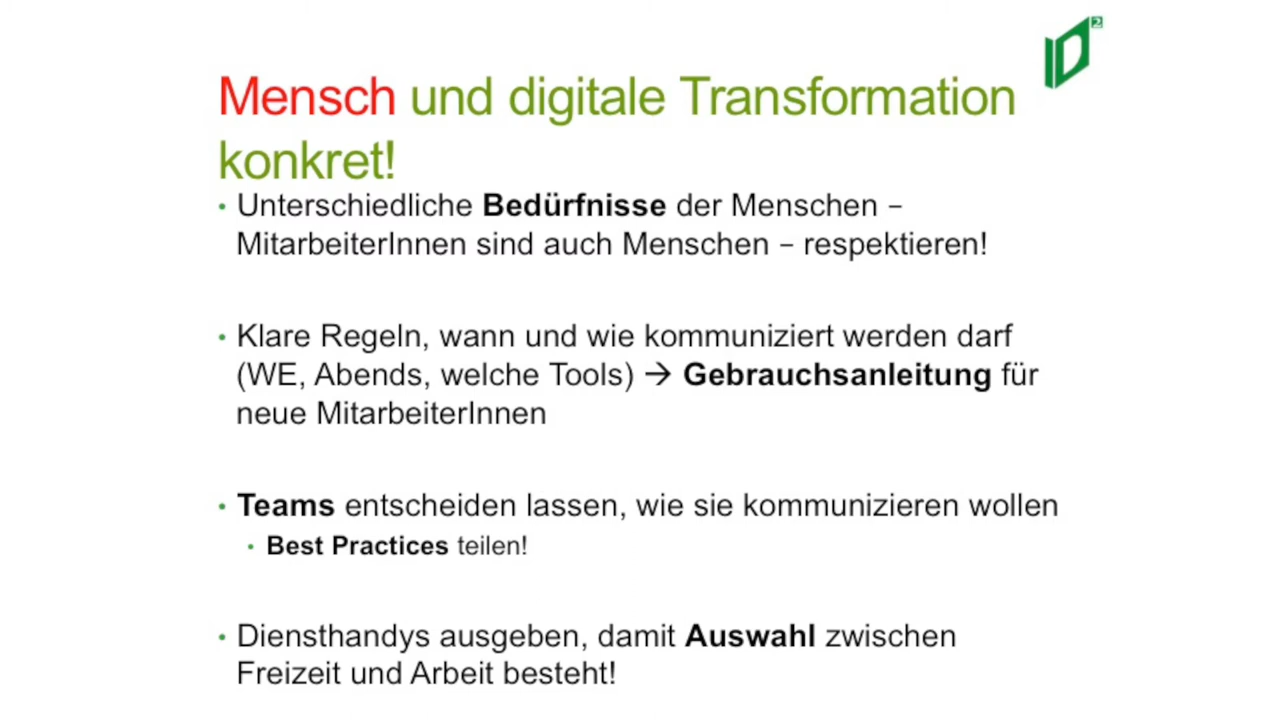 ID²
Mensch und digitale Transformation
konkret!
• Unterschiedliche Bedürfnisse der Menschen –
MitarbeiterInnen sind auch Menschen – respektieren!
• Klare Regeln, wann und wie kommuniziert werden darf
(WE, Abends, welche Tools) → Gebrauchsanleitung für
neue MitarbeiterInnen
• Teams entscheiden lassen, wie sie kommunizieren wollen
• Best Practices teilen!
• Diensthandys ausgeben, damit Auswahl zwischen
Freizeit und Arbeit besteht!